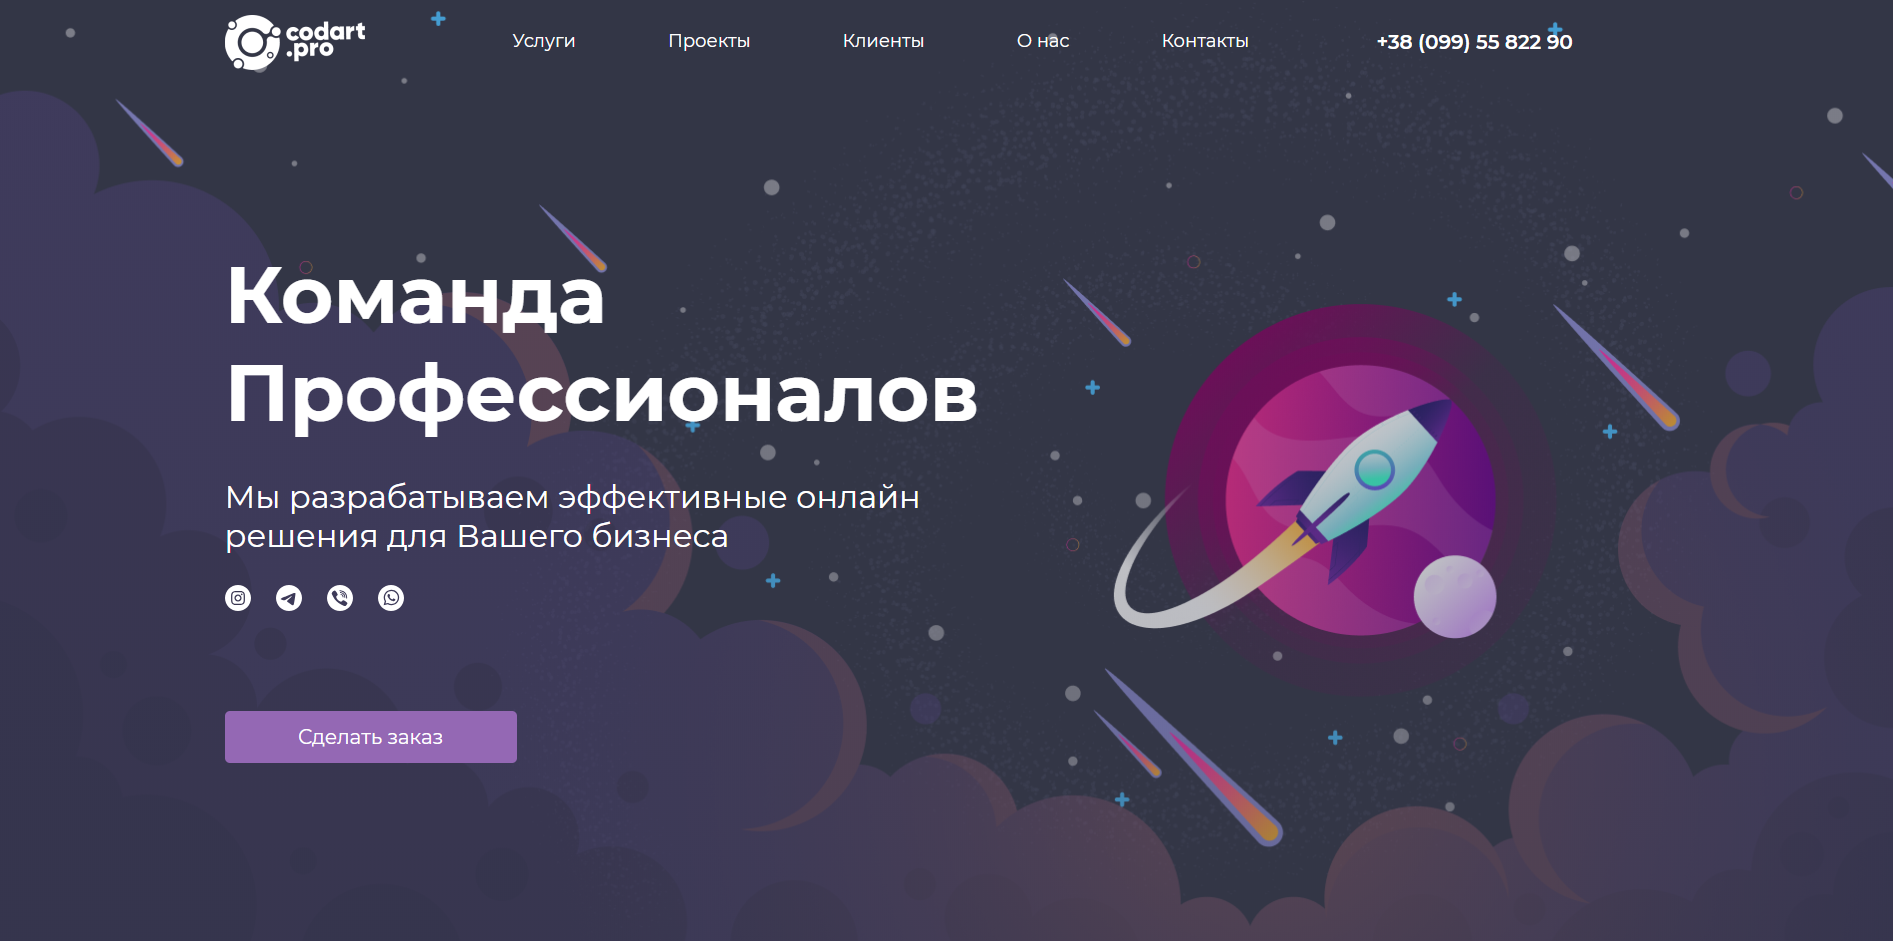 codart
.pro
Услуги
Проекты
Клиенты
О нас
Контакты
+38 (099) 55 822 90
Команда
Профессионалов
Мы разрабатываем эффективные онлайн
решения для Вашего бизнеса
Сделать заказ